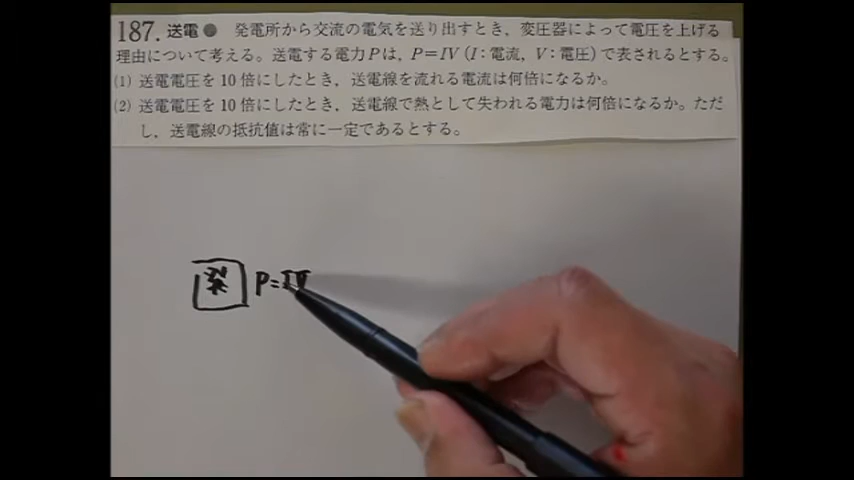 187. 送電● 発電所から交流の電気を送り出すとき，変圧器によって電圧を上げる
理由について考える。送電する電力Pは，P＝IV（I：電流，V：電圧）で表されるとする。
(1) 送電電圧を10倍にしたとき，送電線を流れる電流は何倍になるか。
(2) 送電電圧を10倍にしたとき，送電線で熱として失われる電力は何倍になるか。ただ
し，送電線の抵抗値は常に一定であるとする。
発 P=IV